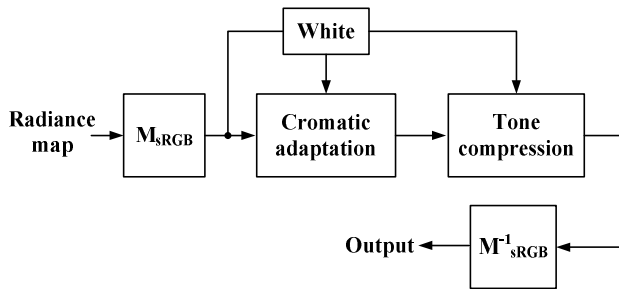 White
Radiance
map
MsRGB
Cromatic
adaptation
Tone
compression
Output
M-1sRGB